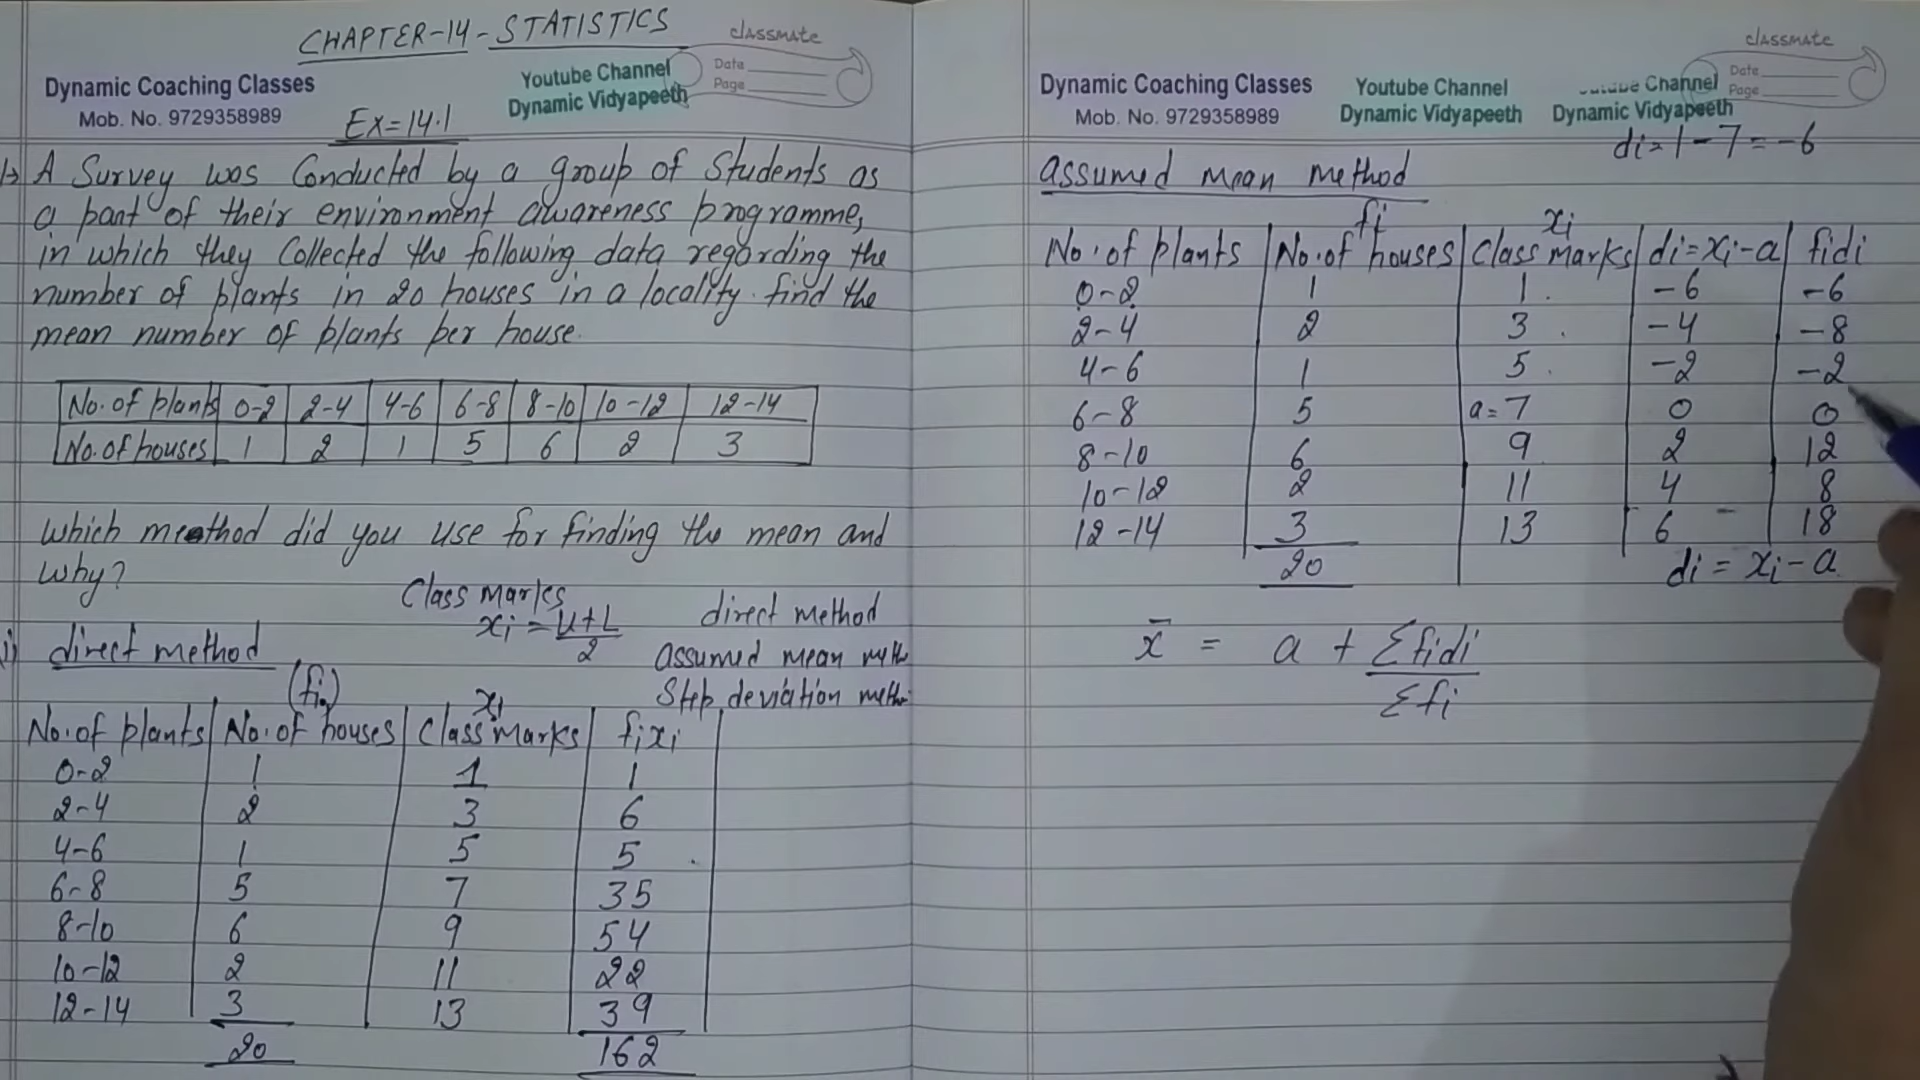 CHAPTER-14-STATISTICS
classmate
Date
Page
Dynamic Coaching Classes
Mob. No. 9729358989
Youtube Channel
Dynamic Vidyapeeth
Ex=14.1
1→ A Survey was Conducted by a group of Students as
a part of their environment awareness programme,
in which they Collected the following data regarding the
number of plants in 20 houses in a locality. find the
mean number of plants per house.
No. of plants 0-2 2-4 4-6 6-8 8-10 10-12 12-14
No. of houses 1 2 1 5 6 2 3
which method did you use for finding the mean and
why?
Class marks
xi = U+L
2
direct method
assumed mean meth
Step deviation meth
i) direct method
(fi) xi
No. of plants No. of houses Class marks fixi
0-2 1 1 1
2-4 2 3 6
4-6 1 5 5
6-8 5 7 35
8-10 6 9 54
10-12 2 11 22
12-14 3 13 39
20 162
classmate
Date
Page
Dynamic Coaching Classes
Mob. No. 9729358989
Youtube Channel
Dynamic Vidyapeeth
Channel
Dynamic Vidyapeeth
di=1-7=-6
assumed mean method
fi xi
No. of plants No. of houses Class marks di=xi-a fidi
0-2 1 1 -6 -6
2-4 2 3 -4 -8
4-6 1 5 -2 -2
6-8 5 a=7 0 0
8-10 6 9 2 12
10-12 2 11 4 8
12-14 3 13 6 18
20
di = xi-a
x̄ = a + Σfidi
Σfi